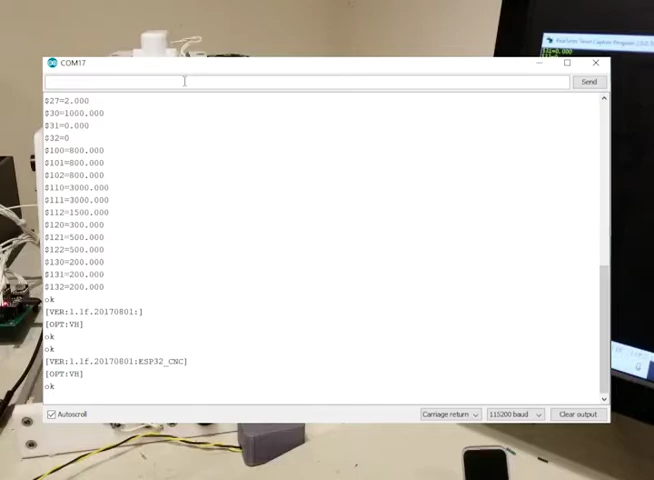 COM17
Send
$27=2.000
$30=1000.000
$31=0.000
$32=0
$100=800.000
$101=800.000
$102=800.000
$110=3000.000
$111=3000.000
$112=1500.000
$120=300.000
$121=500.000
$122=500.000
$130=200.000
$131=200.000
$132=200.000
ok
[VER:1.1f.20170801:]
[OPT:VH]
ok
ok
[VER:1.1f.20170801:ESP32_CNC]
[OPT:VH]
ok
Autoscroll
Carriage return
115200 baud
Clear output